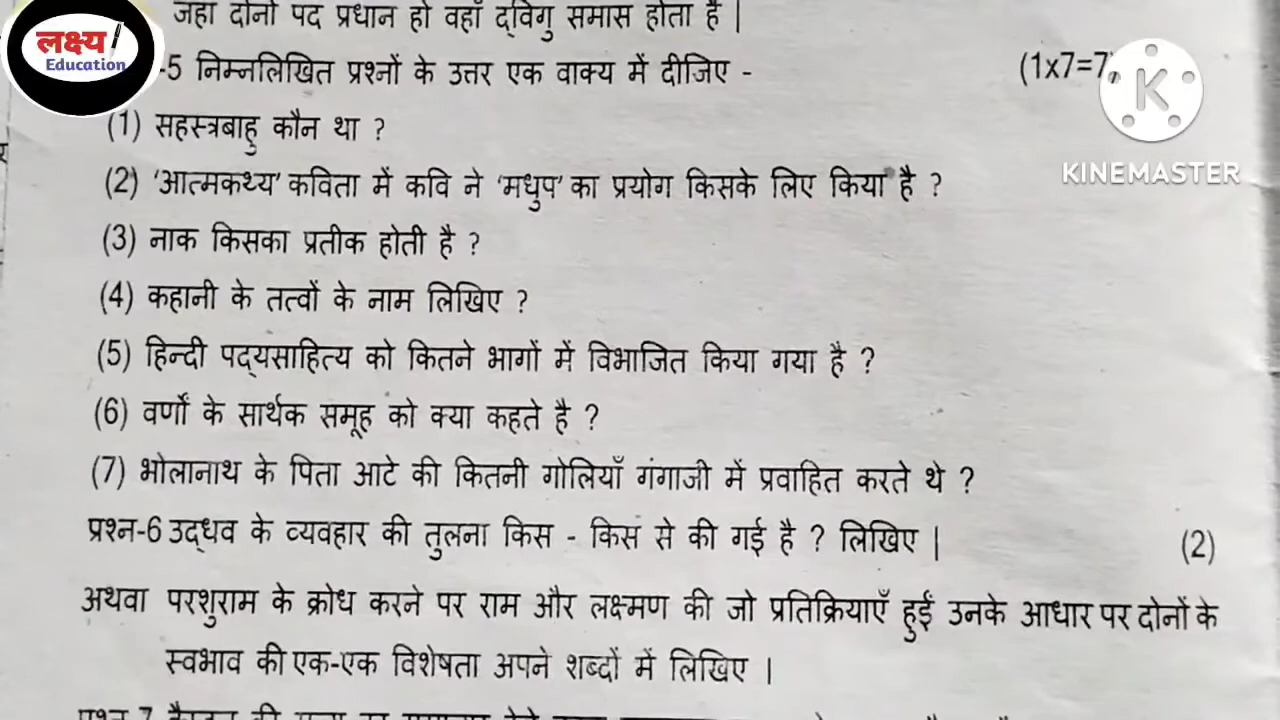 जहाँ दोनों पद प्रधान हो वहाँ द्विगु समास होता है |
लक्ष्य
Education
-5 निम्नलिखित प्रश्नों के उत्तर एक वाक्य में दीजिए - (1x7=7)
(1) सहस्त्रबाहु कौन था ?
(2) 'आत्मकथ्य' कविता में कवि ने 'मधुप' का प्रयोग किसके लिए किया है ?
KINEMASTER
(3) नाक किसका प्रतीक होती है ?
(4) कहानी के तत्वों के नाम लिखिए ?
(5) हिन्दी पद्यसाहित्य को कितने भागों में विभाजित किया गया है ?
(6) वर्णों के सार्थक समूह को क्या कहते है ?
(7) भोलानाथ के पिता आटे की कितनी गोलियाँ गंगाजी में प्रवाहित करते थे ?
प्रश्न-6 उद्धव के व्यवहार की तुलना किस - किस से की गई है ? लिखिए | (2)
अथवा परशुराम के क्रोध करने पर राम और लक्ष्मण की जो प्रतिक्रियाएँ हुईं उनके आधार पर दोनों के
स्वभाव की एक-एक विशेषता अपने शब्दों में लिखिए |